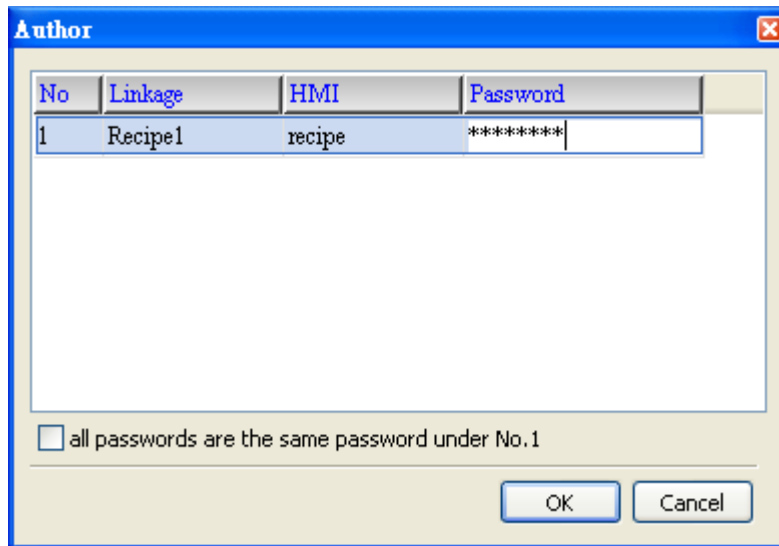 Author
No Linkage HMI Password
1 Recipe1 recipe ********
all passwords are the same password under No.1
OK Cancel